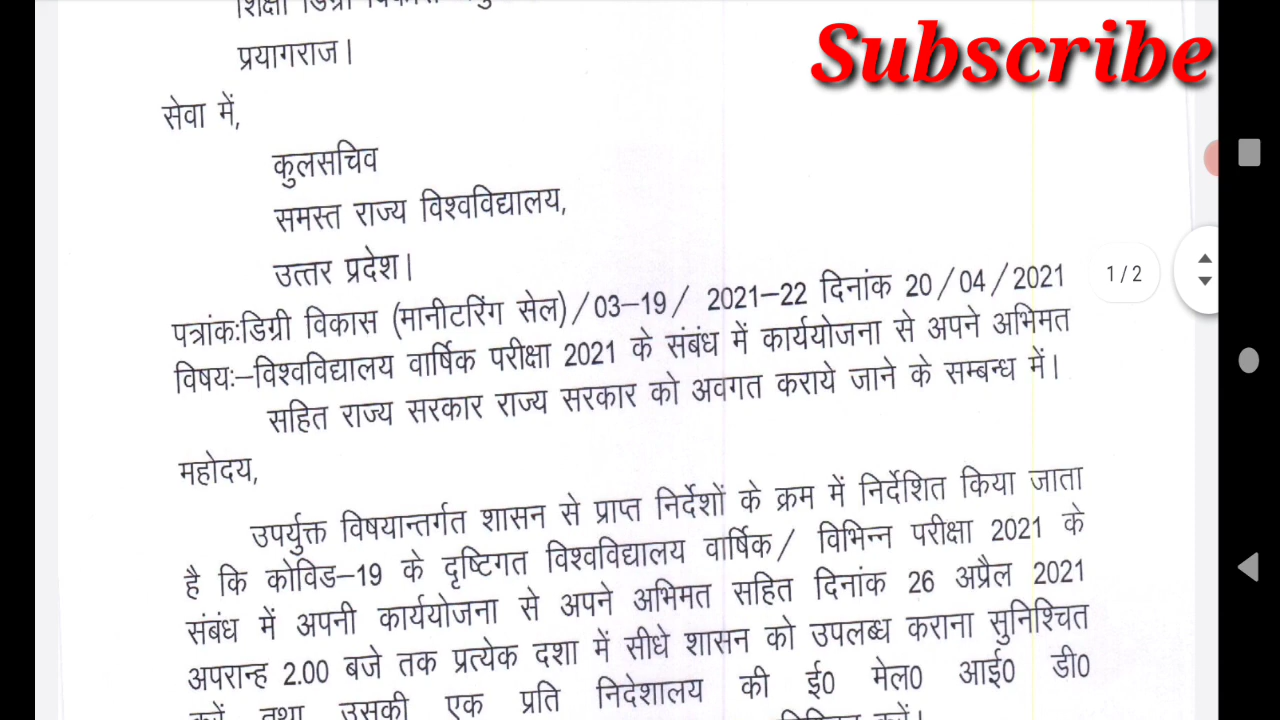 शिक्षा डिग्री विकास
प्रयागराज।
Subscribe
सेवा में,
कुलसचिव
समस्त राज्य विश्वविद्यालय,
उत्तर प्रदेश।
1/2
पत्रांक:डिग्री विकास (मानीटरिंग सेल)/03–19/ 2021–22 दिनांक 20/04/2021
विषयः–विश्वविद्यालय वार्षिक परीक्षा 2021 के संबंध में कार्ययोजना से अपने अभिमत
सहित राज्य सरकार राज्य सरकार को अवगत कराये जाने के सम्बन्ध में।
महोदय,
उपर्युक्त विषयान्तर्गत शासन से प्राप्त निर्देशों के क्रम में निर्देशित किया जाता
है कि कोविड–19 के दृष्टिगत विश्वविद्यालय वार्षिक/ विभिन्न परीक्षा 2021 के
संबंध में अपनी कार्ययोजना से अपने अभिमत सहित दिनांक 26 अप्रैल 2021
अपरान्ह 2.00 बजे तक प्रत्येक दशा में सीधे शासन को उपलब्ध कराना सुनिश्चित
करें तथा उसकी एक प्रति निदेशालय की ई0 मेल0 आई0 डी0
करें।